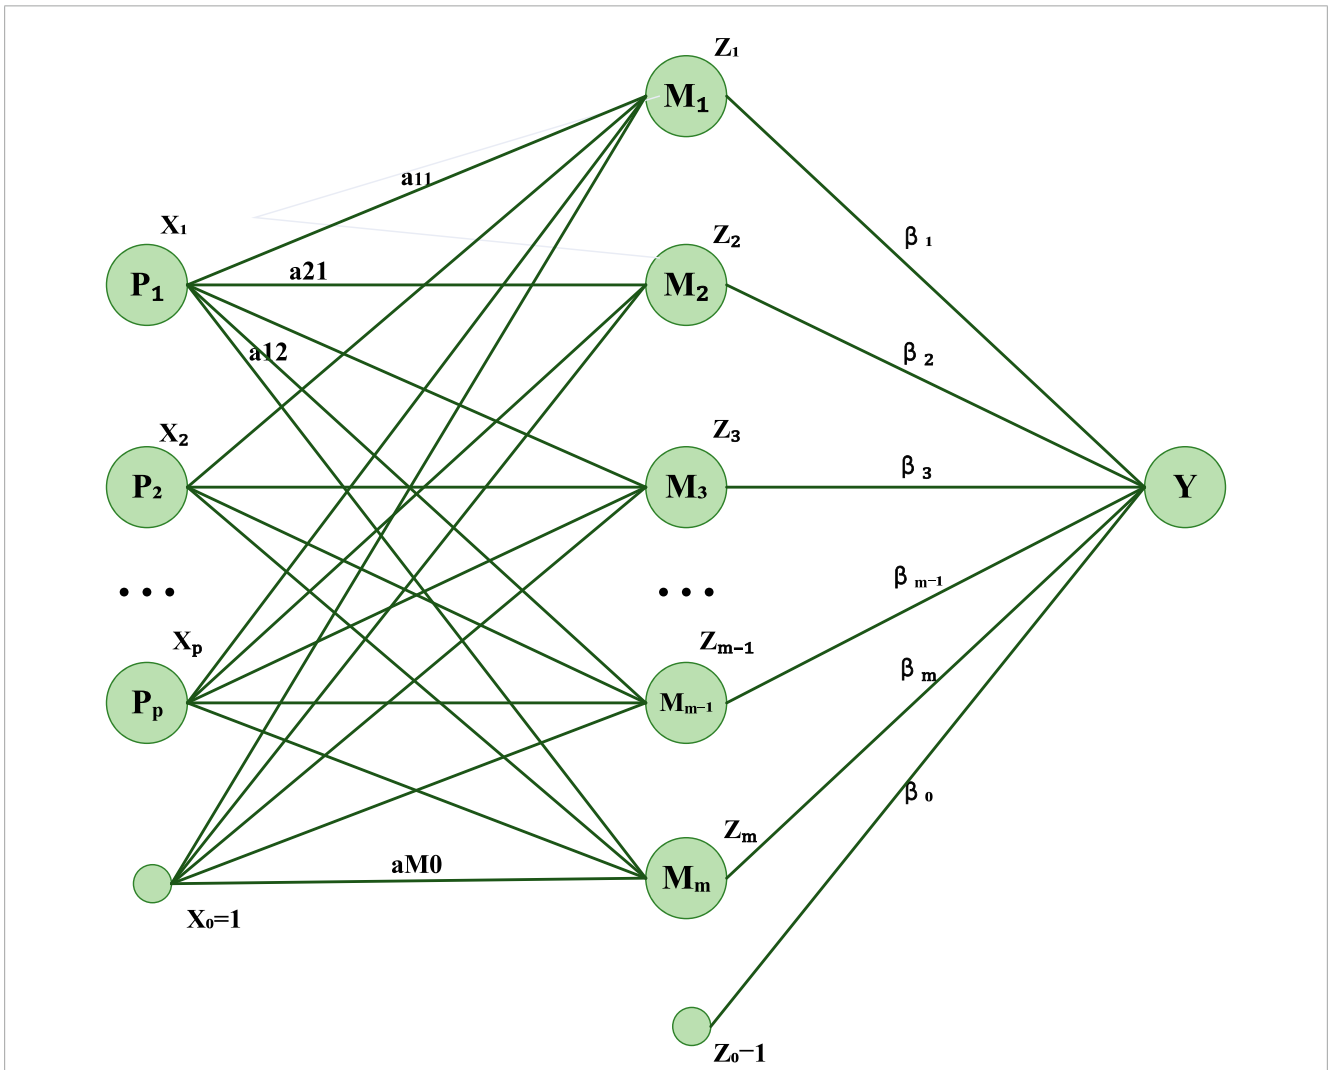 Z₁
M₁
a11
β ₁
X₁
Z₂
P₁
a21
M₂
a12
β ₂
X₂
Z₃
P₂
M₃
β ₃
Y
...
...
β ₘ₋₁
Xₚ
Zₘ₋₁
β ₘ
Pₚ
Mₘ₋₁
β ₀
Zₘ
aM0
Mₘ
X₀=1
Z₀−1